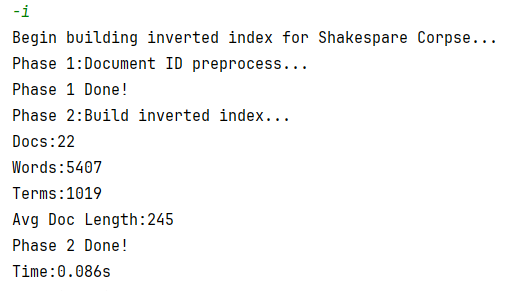 -i
Begin building inverted index for Shakespare Corpse...
Phase 1:Document ID preprocess...
Phase 1 Done!
Phase 2:Build inverted index...
Docs:22
Words:5407
Terms:1019
Avg Doc Length:245
Phase 2 Done!
Time:0.086s